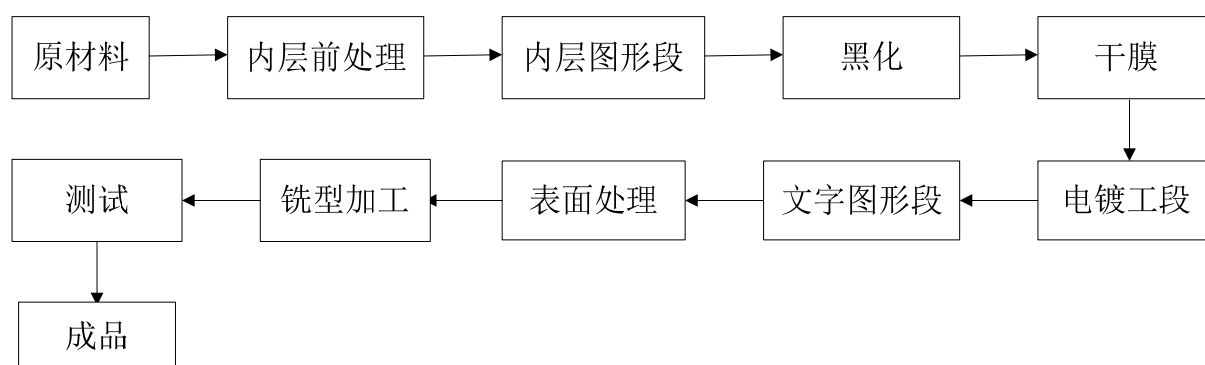 原材料
内层前处理
内层图形段
黑化
干膜
电镀工段
文字图形段
表面处理
铣型加工
测试
成品